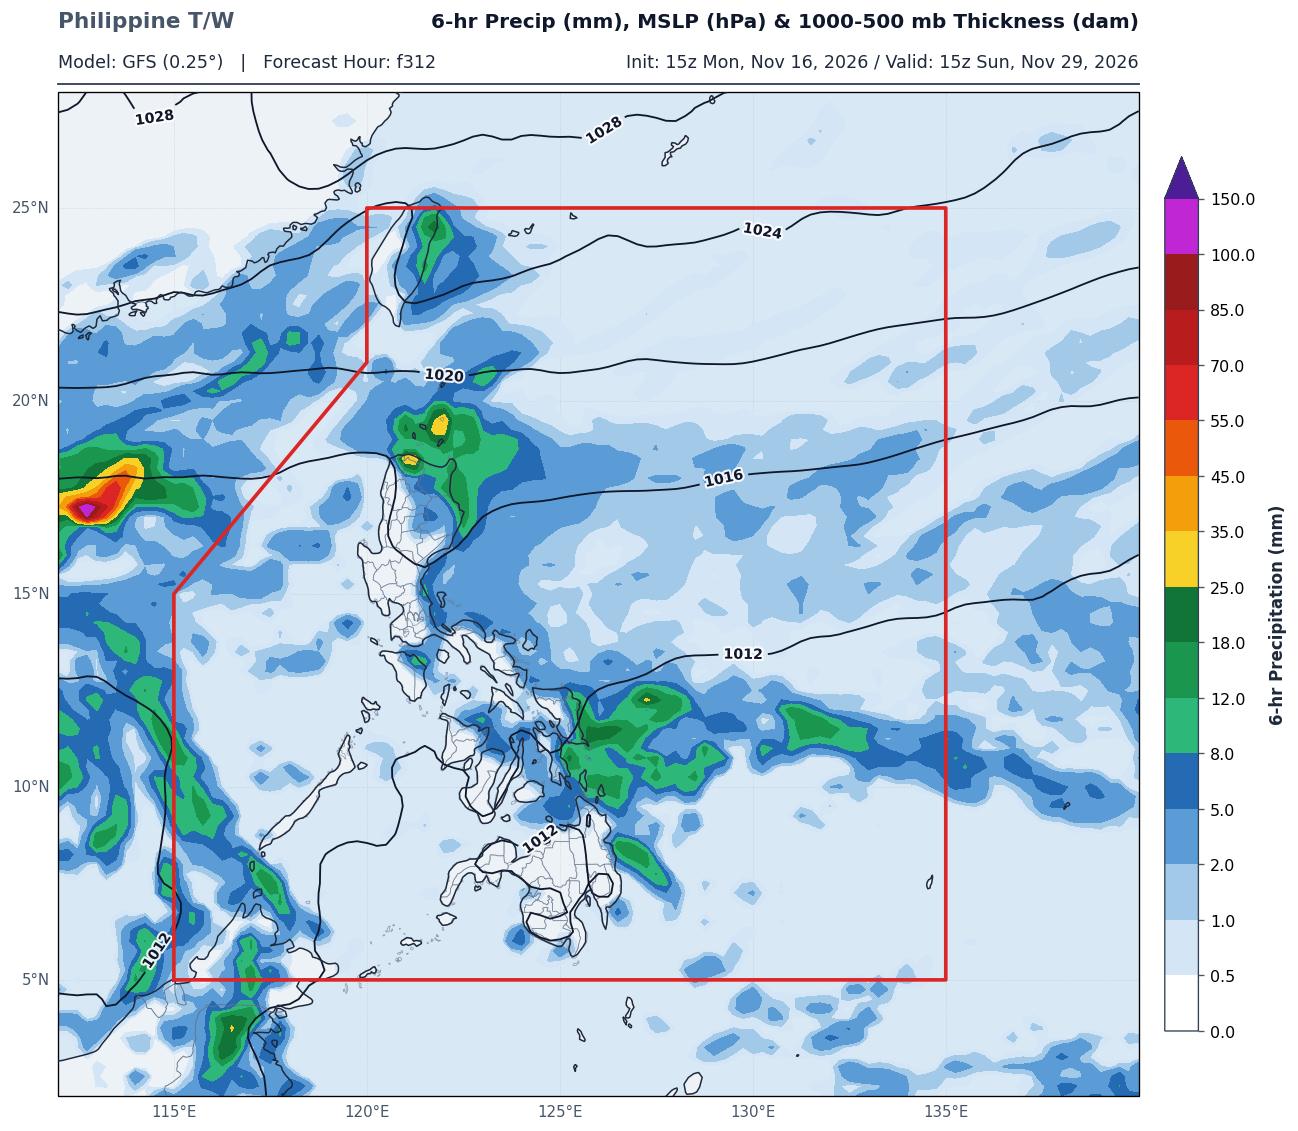 Philippine T/W
6-hr Precip (mm), MSLP (hPa) & 1000-500 mb Thickness (dam)
Model: GFS (0.25°) | Forecast Hour: f312
Init: 15z Mon, Nov 16, 2026 / Valid: 15z Sun, Nov 29, 2026
1028
1028
1024
1020
1016
1012
1012
1012
25°N
20°N
15°N
10°N
5°N
115°E
120°E
125°E
130°E
135°E
150.0
100.0
85.0
70.0
55.0
45.0
35.0
25.0
18.0
12.0
8.0
5.0
2.0
1.0
0.5
0.0
6-hr Precipitation (mm)